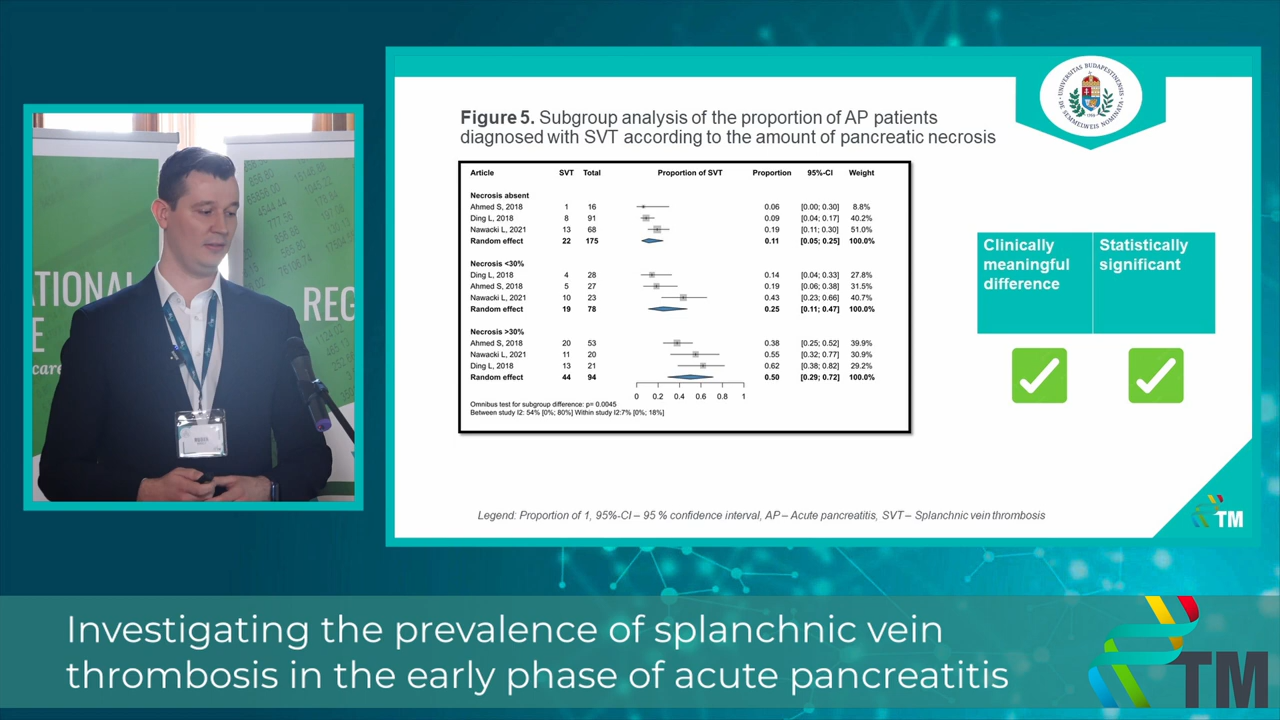 Figure 5. Subgroup analysis of the proportion of AP patients
diagnosed with SVT according to the amount of pancreatic necrosis
Article SVT Total Proportion of SVT Proportion 95%-CI Weight
Necrosis absent
Ahmed S, 2018 1 16 0.06 [0.00; 0.30] 8.8%
Ding L, 2018 8 91 0.09 [0.04; 0.17] 40.2%
Nawacki L, 2021 13 68 0.19 [0.11; 0.30] 51.0%
Random effect 22 175 0.11 [0.05; 0.25] 100.0%
Necrosis <30%
Ding L, 2018 4 28 0.14 [0.04; 0.33] 27.8%
Ahmed S, 2018 5 27 0.19 [0.06; 0.38] 31.5%
Nawacki L, 2021 10 23 0.43 [0.23; 0.66] 40.7%
Random effect 19 78 0.25 [0.11; 0.47] 100.0%
Necrosis >30%
Ahmed S, 2018 20 53 0.38 [0.25; 0.52] 39.9%
Nawacki L, 2021 11 20 0.55 [0.32; 0.77] 30.9%
Ding L, 2018 13 21 0.62 [0.38; 0.82] 29.2%
Random effect 44 94 0.50 [0.29; 0.72] 100.0%
0 0.2 0.4 0.6 0.8 1
Omnibus test for subgroup difference: p= 0.0045
Between study I2: 54% [0%; 80%] Within study I2:7% [0%; 18%]
Clinically
meaningful
difference
Statistically
significant
Legend: Proportion of 1, 95%-CI – 95 % confidence interval, AP – Acute pancreatitis, SVT – Splanchnic vein thrombosis
TM
UNIVERSITAS BUDAPESTINENSIS
DE SEMMELWEIS NOMINATA
ATIONAL
E
care
REG
Investigating the prevalence of splanchnic vein
thrombosis in the early phase of acute pancreatitis
TM